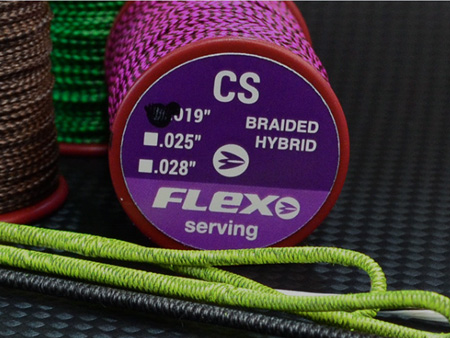 CS
.019"
.025"
.028"
BRAIDED
HYBRID
FLEX
serving